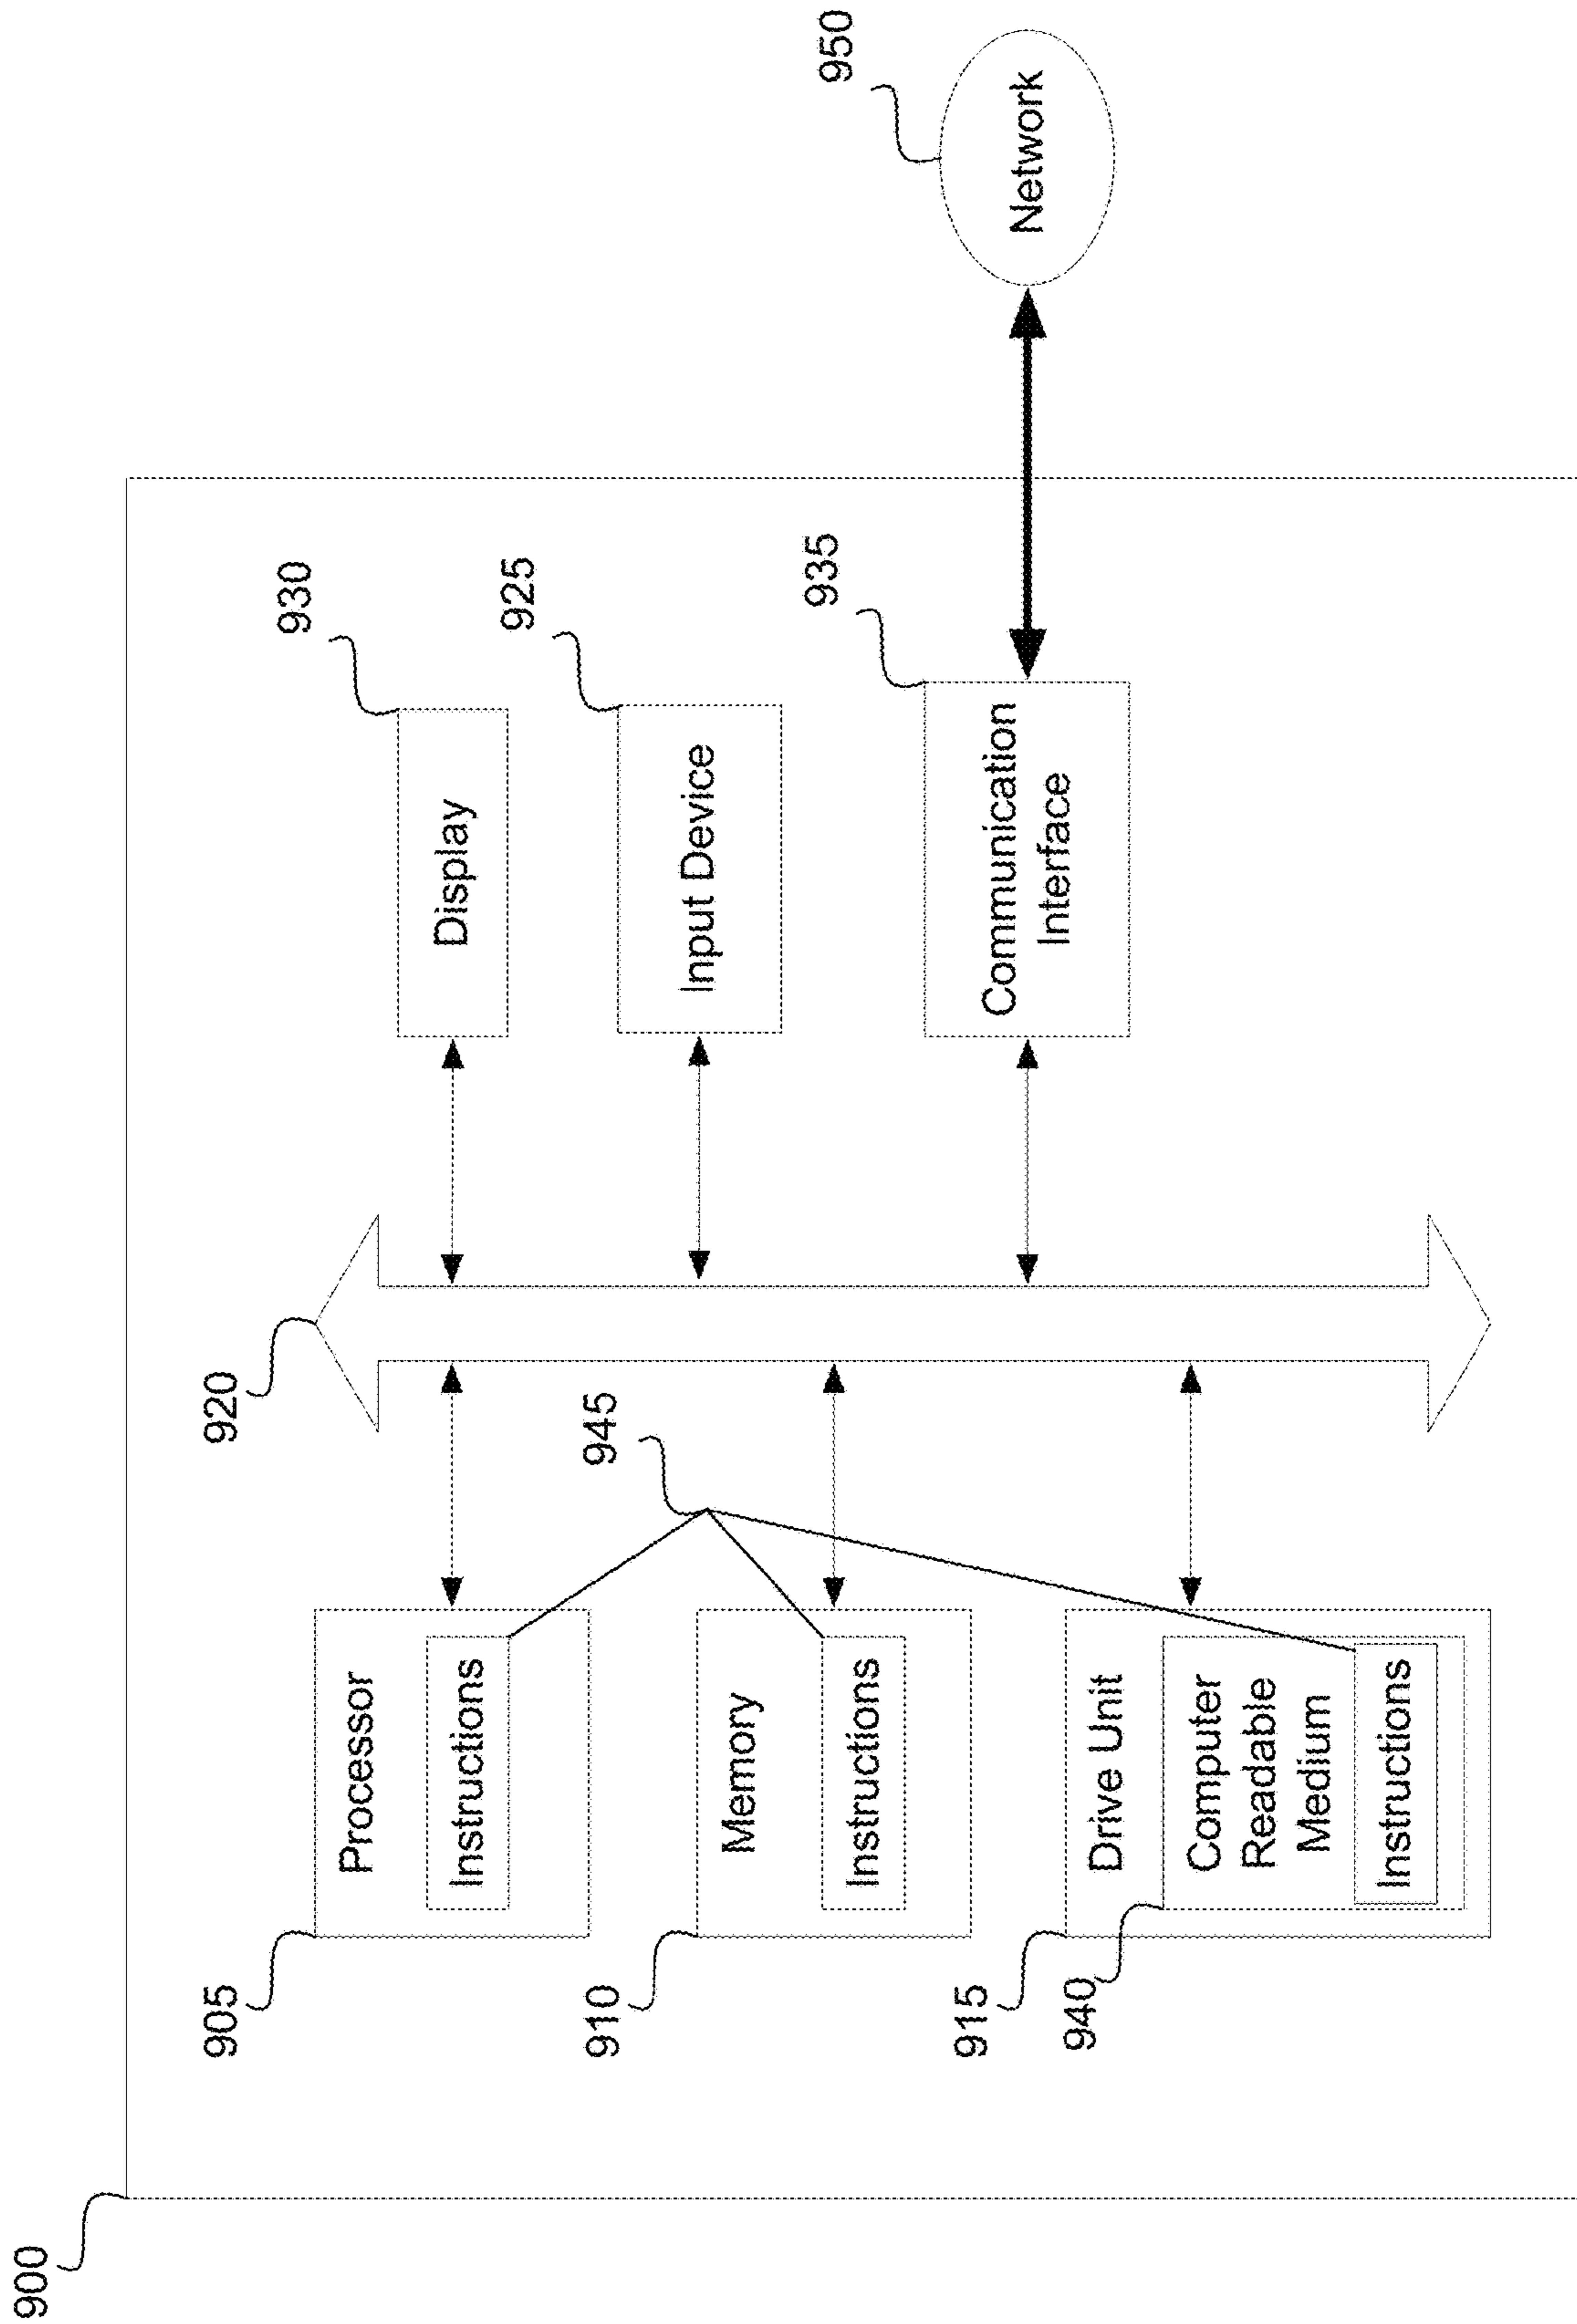 900
905
Processor
Instructions
910
Memory
Instructions
915
940
Drive Unit
Computer
Readable
Medium
Instructions
920
945
930
Display
925
Input Device
935
Communication
Interface
950
Network